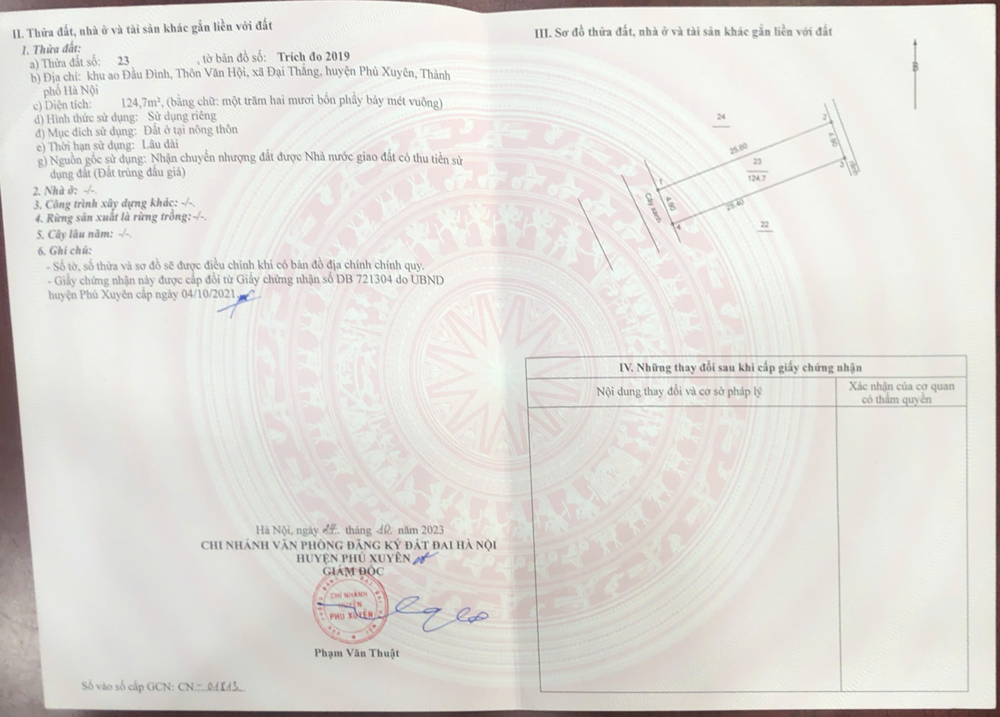 II. Thửa đất, nhà ở và tài sản khác gắn liền với đất
1. Thửa đất:
a) Thửa đất số: 23 , tờ bản đồ số: Trích đo 2019
b) Địa chỉ: khu ao Đầu Đình, Thôn Văn Hội, xã Đại Thắng, huyện Phú Xuyên, Thành
phố Hà Nội
c) Diện tích: 124,7m², (bằng chữ: một trăm hai mươi bốn phẩy bảy mét vuông)
d) Hình thức sử dụng: Sử dụng riêng
đ) Mục đích sử dụng: Đất ở tại nông thôn
e) Thời hạn sử dụng: Lâu dài
g) Nguồn gốc sử dụng: Nhận chuyển nhượng đất được Nhà nước giao đất có thu tiền sử
dụng đất (Đất trúng đấu giá)
2. Nhà ở: -/-.
3. Công trình xây dựng khác: -/-.
4. Rừng sản xuất là rừng trồng: -/-.
5. Cây lâu năm: -/-.
6. Ghi chú:
- Số tờ, số thửa và sơ đồ sẽ được điều chỉnh khi có bản đồ địa chính chính quy.
- Giấy chứng nhận này được cấp đổi từ Giấy chứng nhận số DB 721304 do UBND
huyện Phú Xuyên cấp ngày 04/10/2021.
Hà Nội, ngày tháng 10 năm 2023
CHI NHÁNH VĂN PHÒNG ĐĂNG KÝ ĐẤT ĐAI HÀ NỘI
HUYỆN PHÚ XUYÊN
GIÁM ĐỐC
CHI NHÁNH
HUYỆN
PHÚ XUYÊN
Phạm Văn Thuật
Số vào sổ cấp GCN: CN
III. Sơ đồ thửa đất, nhà ở và tài sản khác gắn liền với đất
B
24
2
25.60
4.95
23
124.7
3
1
Cây xanh
4.90
25.40
4
22
IV. Những thay đổi sau khi cấp giấy chứng nhận
Nội dung thay đổi và cơ sở pháp lý
Xác nhận của cơ quan
có thẩm quyền